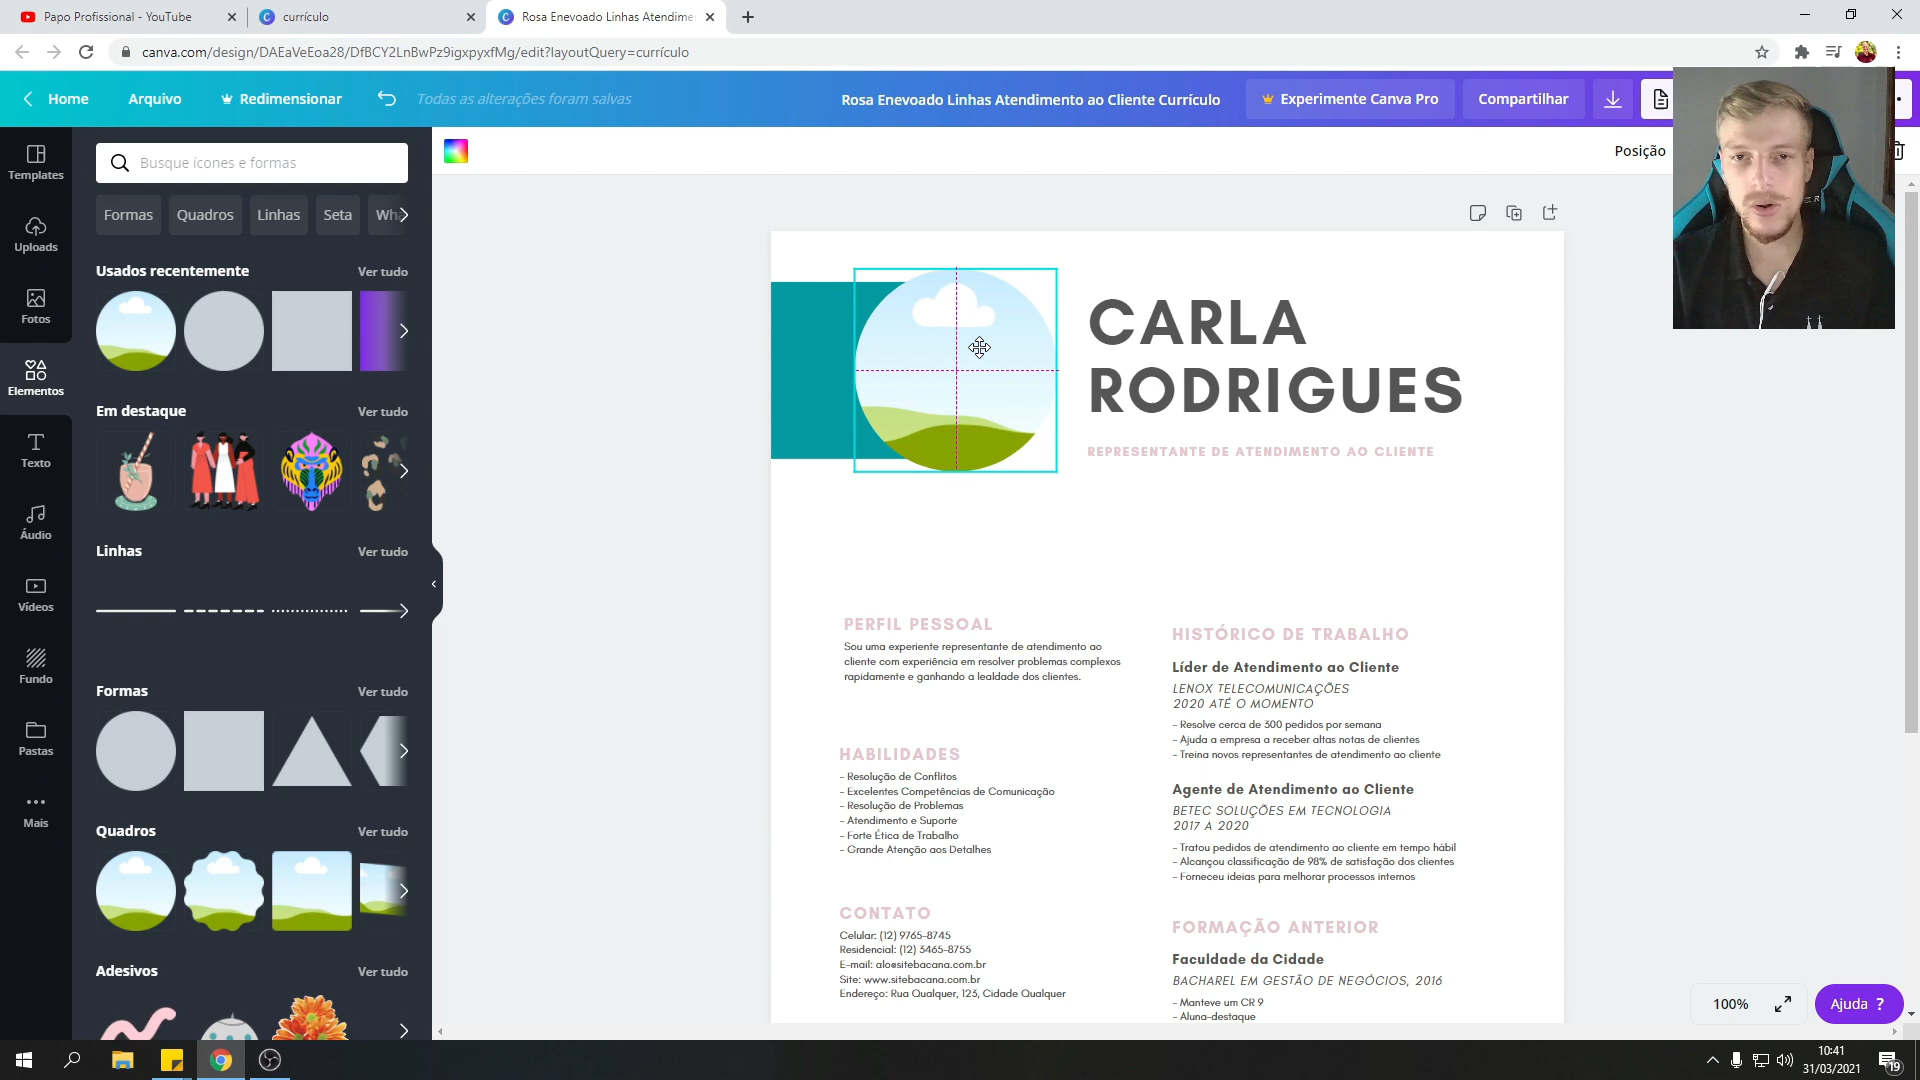 Papo Profissional - YouTube
currículo
Rosa Enevoado Linhas Atendime
canva.com/design/DAEaVeEoa28/DfBCY2LnBwPz9igxpyxfMg/edit?layoutQuery=currículo
Home
Arquivo
Redimensionar
Todas as alterações foram salvas
Rosa Enevoado Linhas Atendimento ao Cliente Currículo
Experimente Canva Pro
Compartilhar
Posição
Templates
Uploads
Fotos
Elementos
Texto
Áudio
Vídeos
Fundo
Pastas
Mais
Busque ícones e formas
Formas
Quadros
Linhas
Seta
Wha
Usados recentemente
Ver tudo
Em destaque
Ver tudo
Linhas
Ver tudo
Formas
Ver tudo
Quadros
Ver tudo
Adesivos
Ver tudo
CARLA
RODRIGUES
REPRESENTANTE DE ATENDIMENTO AO CLIENTE
PERFIL PESSOAL
Sou uma experiente representante de atendimento ao
cliente com experiência em resolver problemas complexos
rapidamente e ganhando a lealdade dos clientes.
HABILIDADES
- Resolução de Conflitos
- Excelentes Competências de Comunicação
- Resolução de Problemas
- Atendimento e Suporte
- Forte Ética de Trabalho
- Grande Atenção aos Detalhes
CONTATO
Celular: (12) 9765-8745
Residencial: (12) 3465-8755
E-mail: alo@sitebacana.com.br
Site: www.sitebacana.com.br
Endereço: Rua Qualquer, 123, Cidade Qualquer
HISTÓRICO DE TRABALHO
Líder de Atendimento ao Cliente
LENOX TELECOMUNICAÇÕES
2020 ATÉ O MOMENTO
- Resolve cerca de 300 pedidos por semana
- Ajuda a empresa a receber altas notas de clientes
- Treina novos representantes de atendimento ao cliente
Agente de Atendimento ao Cliente
BETEC SOLUÇÕES EM TECNOLOGIA
2017 A 2020
- Tratou pedidos de atendimento ao cliente em tempo hábil
- Alcançou classificação de 98% de satisfação dos clientes
- Forneceu ideias para melhorar processos internos
FORMAÇÃO ANTERIOR
Faculdade da Cidade
BACHAREL EM GESTÃO DE NEGÓCIOS, 2016
- Manteve um CR 9
- Aluna-destaque
100%
Ajuda ?
10:41
31/03/2021
19